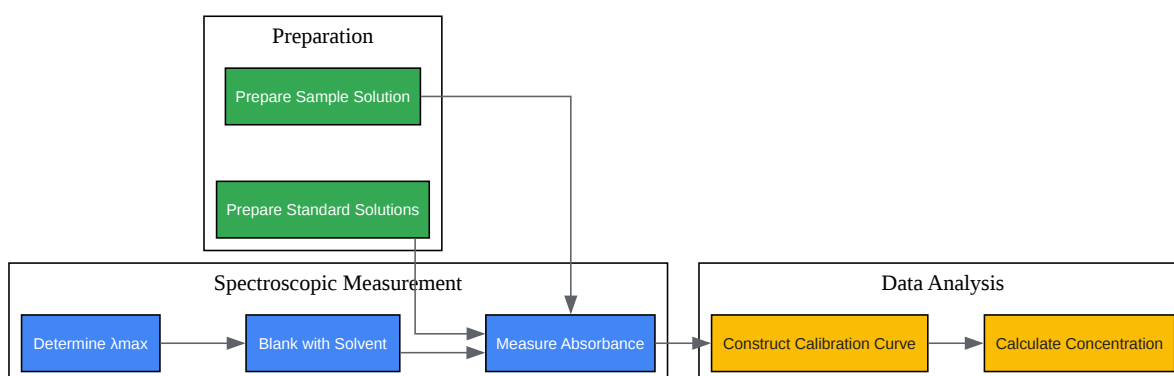 Preparation
Prepare Sample Solution
Prepare Standard Solutions
Spectroscopic Measurement
Determine λmax
Blank with Solvent
Measure Absorbance
Data Analysis
Construct Calibration Curve
Calculate Concentration